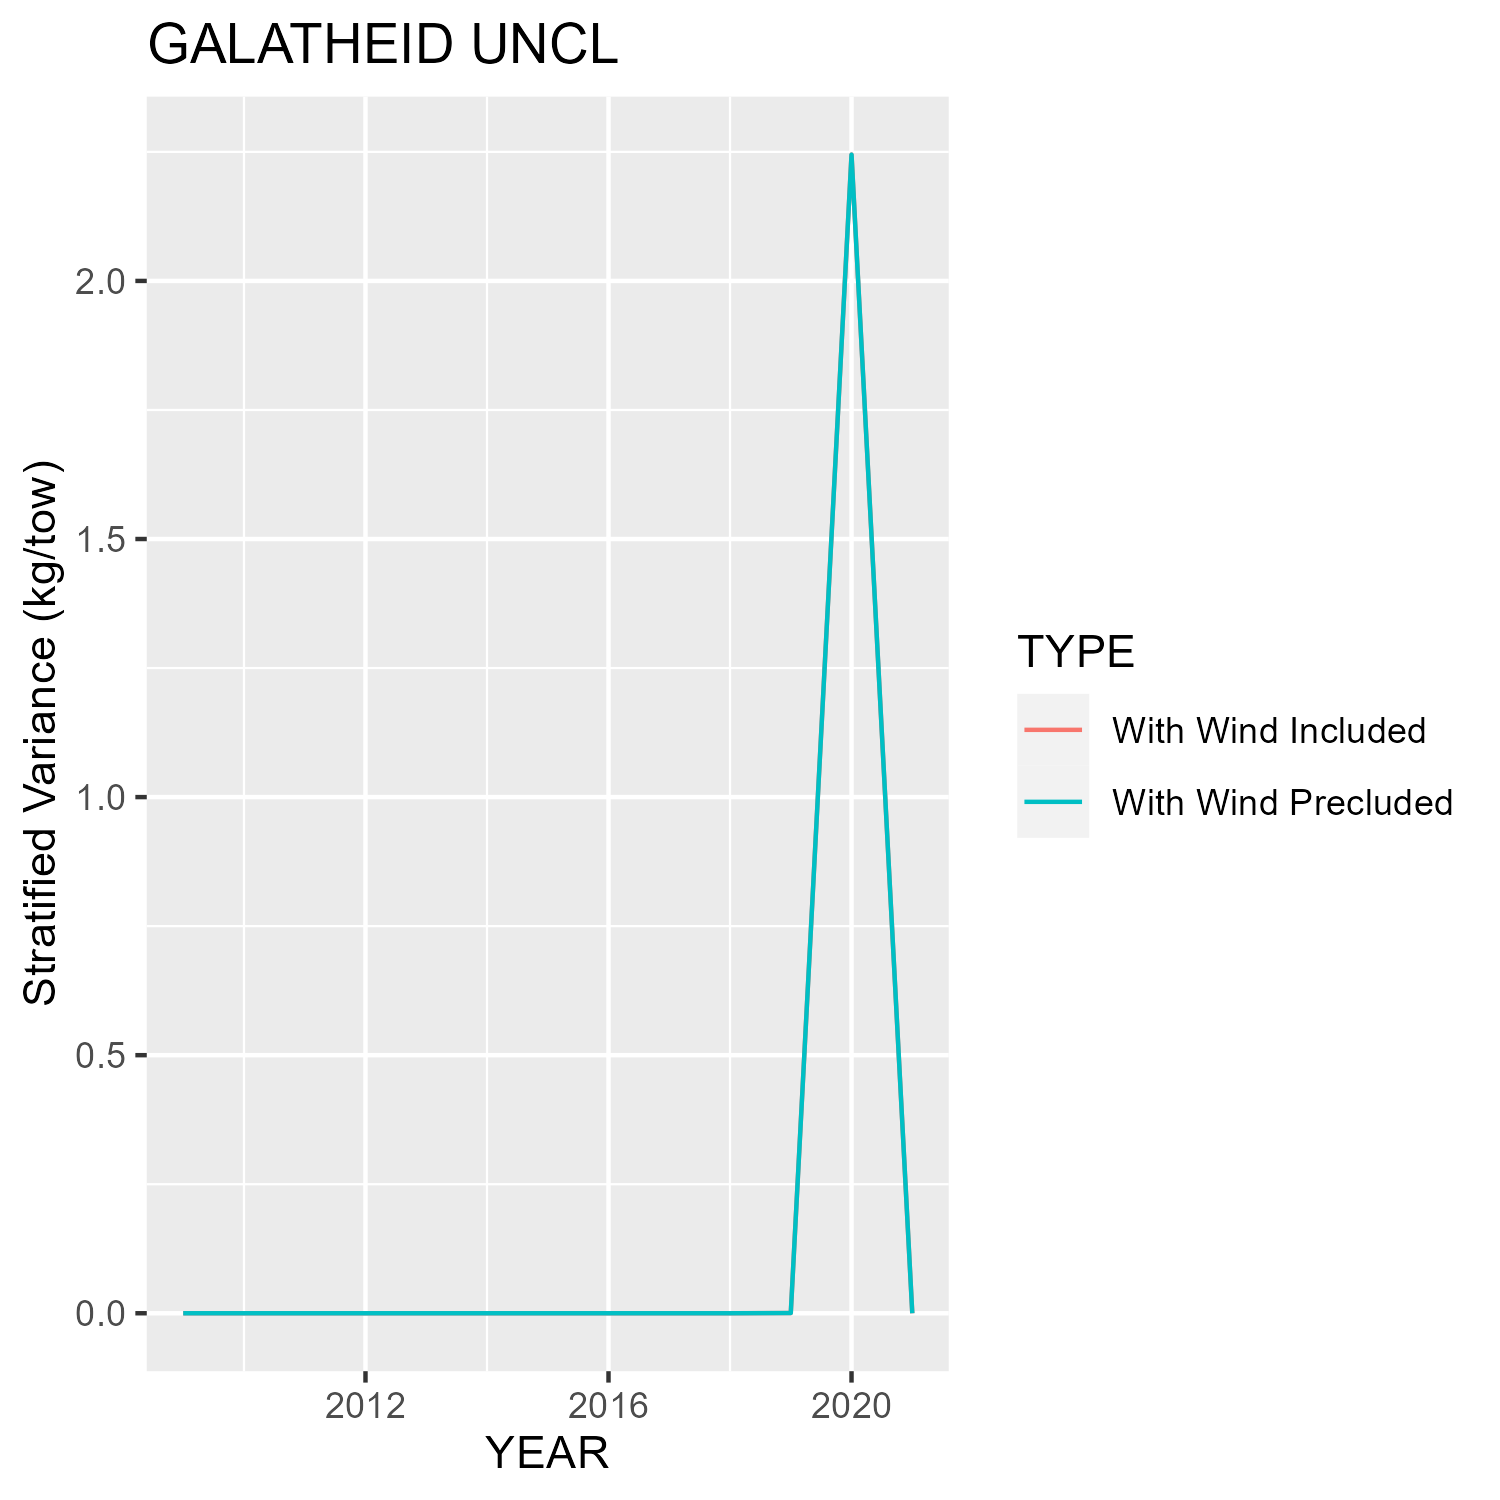 GALATHEID UNCL
Stratified Variance (kg/tow)
2.0
1.5
1.0
0.5
0.0
2012
2016
2020
YEAR
TYPE
With Wind Included
With Wind Precluded